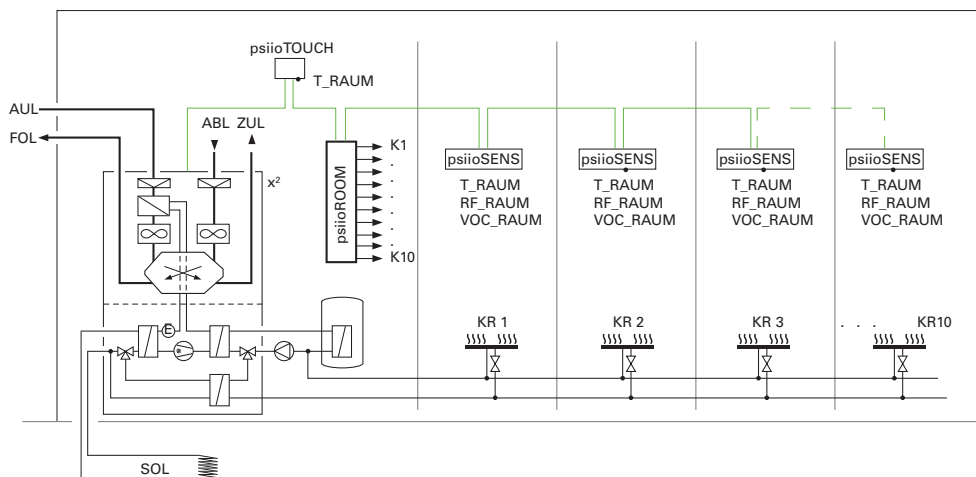 psiioTOUCH
T_RAUM
AUL
FOL
ABL ZUL
x²
psiioROOM
K1
.
.
.
.
.
K10
psiioSENS
T_RAUM
RF_RAUM
VOC_RAUM
psiioSENS
T_RAUM
RF_RAUM
VOC_RAUM
psiioSENS
T_RAUM
RF_RAUM
VOC_RAUM
psiioSENS
T_RAUM
RF_RAUM
VOC_RAUM
E
KR 1
KR 2
KR 3
. . . KR10
SOL